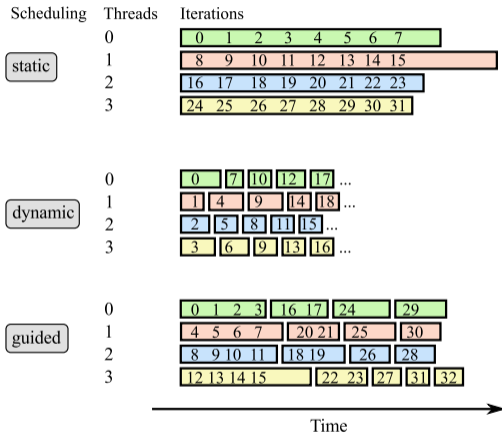 Scheduling Threads Iterations
0 0 1 2 3 4 5 6 7
static
1 8 9 10 11 12 13 14 15
2 16 17 18 19 20 21 22 23
3 24 25 26 27 28 29 30 31
0 0 7 10 12 17 ...
1 1 4 9 14 18 ...
dynamic
2 2 5 8 11 15 ...
3 3 6 9 13 16 ...
0 0 1 2 3 16 17 24 29
1 4 5 6 7 20 21 25 30
guided
2 8 9 10 11 18 19 26 28
3 12 13 14 15 22 23 27 31 32
Time